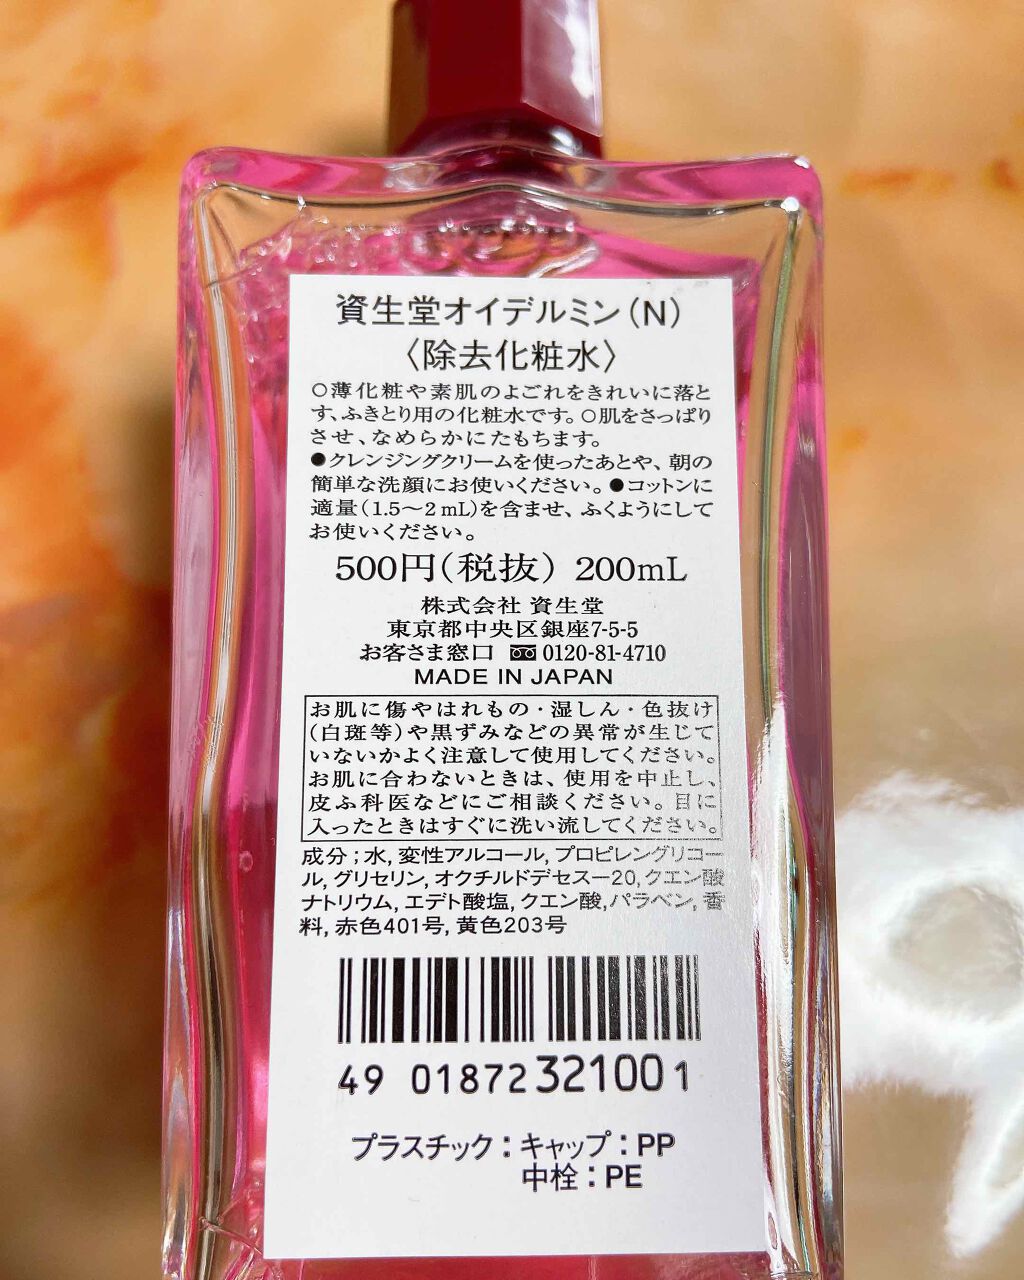 資生堂オイデルミン（N）
〈除去化粧水〉
○薄化粧や素肌のよごれをきれいに落と
す、ふきとり用の化粧水です。○肌をさっぱり
させ、なめらかにたもちます。
●クレンジングクリームを使ったあとや、朝の
簡単な洗顔にお使いください。●コットンに
適量（1.5〜2mL）を含ませ、ふくようにして
お使いください。
500円（税抜） 200mL
株式会社 資生堂
東京都中央区銀座7-5-5
お客さま窓口 0120-81-4710
MADE IN JAPAN
お肌に傷やはれもの・湿しん・色抜け
（白斑等）や黒ずみなどの異常が生じて
いないかよく注意して使用してください。
お肌に合わないときは、使用を中止し、
皮ふ科医などにご相談ください。目に
入ったときはすぐに洗い流してください。
成分；水, 変性アルコール, プロピレングリコー
ル, グリセリン, オクチルドデセスー20, クエン酸
ナトリウム, エデト酸塩, クエン酸, パラベン, 香
料, 赤色401号, 黄色203号
49 01872 32100 1
プラスチック：キャップ：PP
中栓：PE